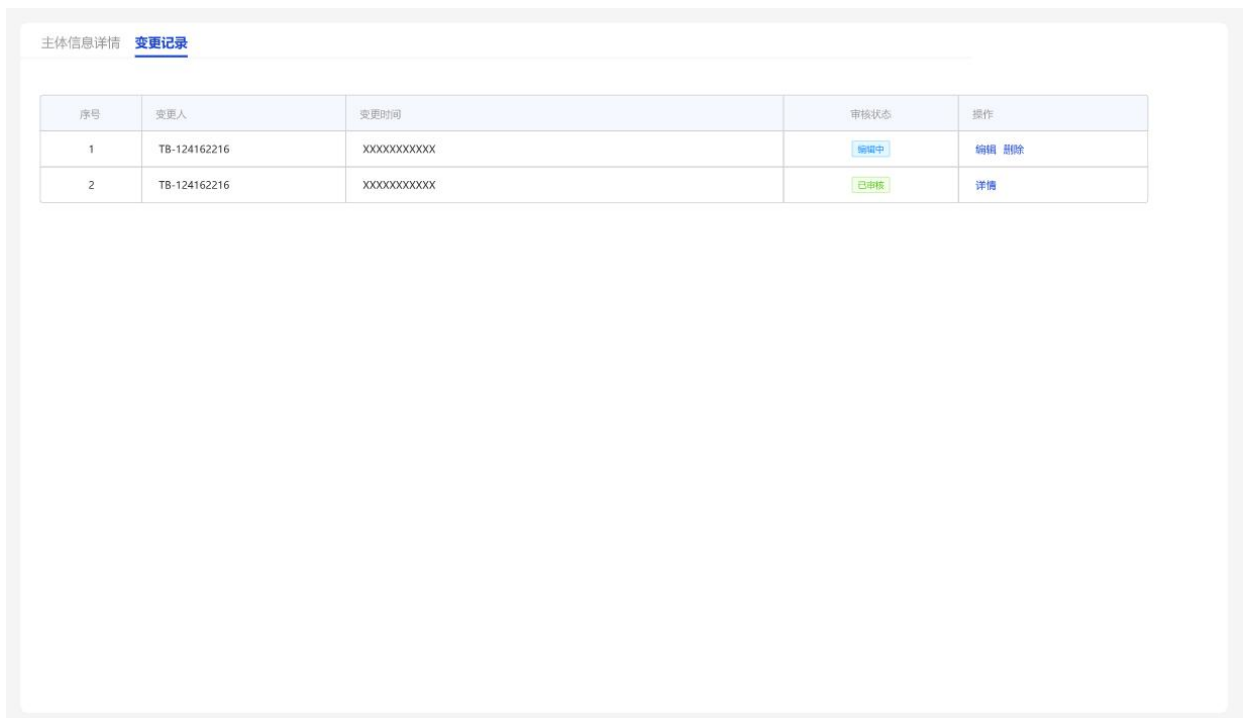 主体信息详情 变更记录
序号 变更人 变更时间 审核状态 操作
1 TB-124162216 XXXXXXXXXXX 编辑中 编辑 删除
2 TB-124162216 XXXXXXXXXXX 已审核 详情